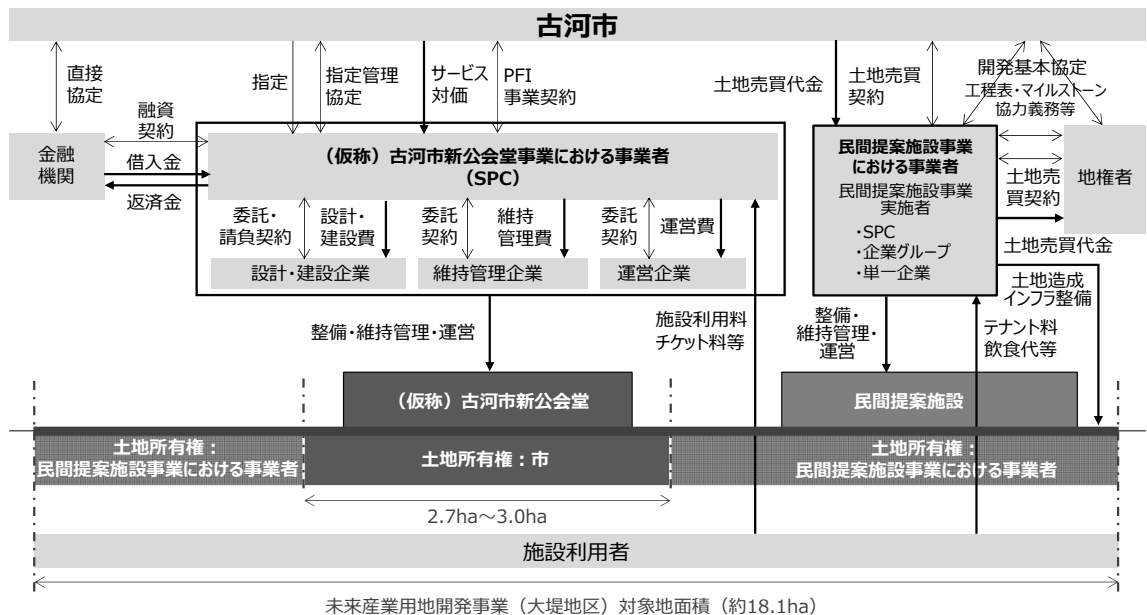 古河市
直接
協定
指定
指定管理
協定
サービス
対価
PFI
事業契約
土地売買代金
土地売買
契約
開発基本協定
工程表・マイルストーン
協力義務等
融資
契約
金融
機関
借入金
返済金
（仮称）古河市新公会堂事業における事業者
（SPC）
委託・
請負契約
設計・
建設費
委託
契約
維持
管理費
委託
契約
運営費
設計・建設企業
維持管理企業
運営企業
民間提案施設事業
における事業者
民間提案施設事業
実施者
・SPC
・企業グループ
・単一企業
土地売
買契約
地権者
土地売買代金
土地造成
インフラ整備
整備・維持管理・運営
施設利用料
チケット料等
整備・
維持管理・
運営
テナント料
飲食代等
（仮称）古河市新公会堂
民間提案施設
土地所有権：
民間提案施設事業における事業者
土地所有権：市
土地所有権：
民間提案施設事業における事業者
2.7ha～3.0ha
施設利用者
未来産業用地開発事業（大堤地区）対象地面積（約18.1ha）